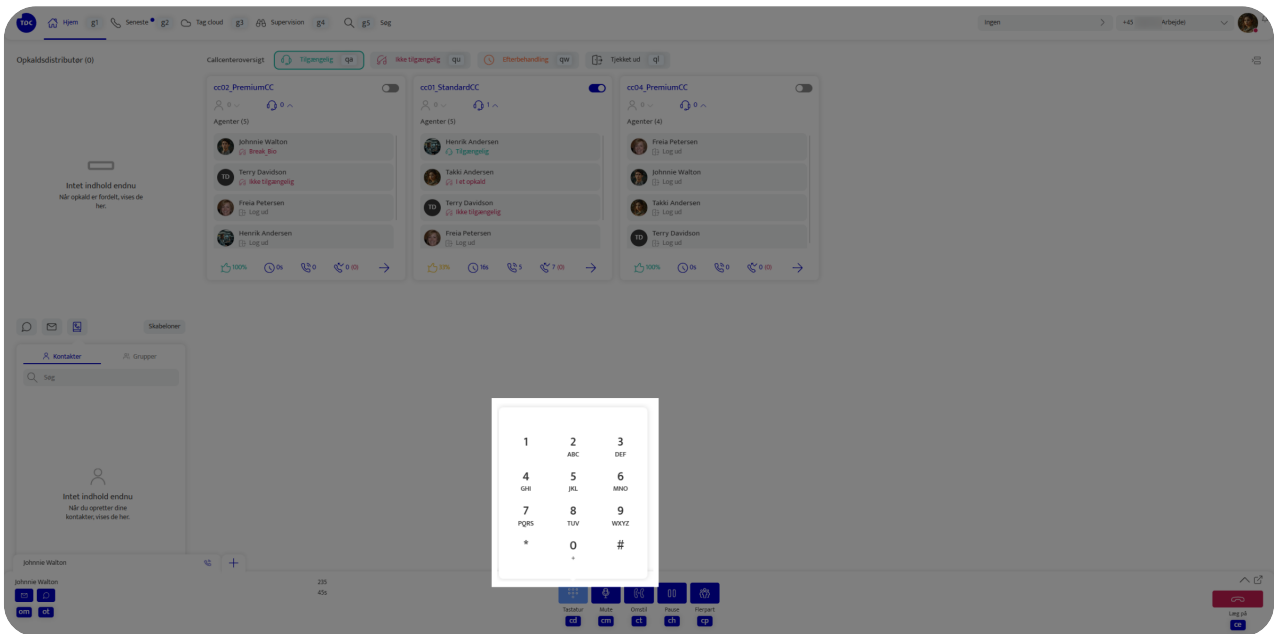 TDC Hjem g1 Seneste g2 Tag cloud g3 Supervision g4 g5 Søg Ingen +45 Arbejdet
Opkaldsdistributør (0)
Callcenteroversigt Tilgængelig qa Ikke tilgængelig qu Efterbehandling qw Tjekket ud ql
Intet indhold endnu
Når opkald er fordelt, vises de
her.
cc02_PremiumCC
0 0
Agenter (5)
Johnnie Walton
Break_Bio
TD Terry Davidson
Ikke tilgængelig
Freia Petersen
Log ud
Henrik Andersen
Log ud
100% 0s 0 0 (0)
cc01_StandardCC
0 1
Agenter (5)
Henrik Andersen
Tilgængelig
Takki Andersen
I et opkald
TD Terry Davidson
Ikke tilgængelig
Freia Petersen
Log ud
16s 5 7 (0)
cc04_PremiumCC
0 0
Agenter (4)
Freia Petersen
Log ud
Johnnie Walton
Log ud
Takki Andersen
Log ud
TD Terry Davidson
Log ud
100% 0s 0 0 (0)
Skabeloner
Kontakter Grupper
Søg
Intet indhold endnu
Når du opretter dine
kontakter, vises de her.
1 2 3
ABC DEF
4 5 6
GHI JKL MNO
7 8 9
PQRS TUV WXYZ
* 0 #
+
Johnnie Walton
Johnnie Walton
om ot
235
45s
Tastatur Mute Omstil Pause Flerpart
cd cm ct ch cp
Læg på
ce